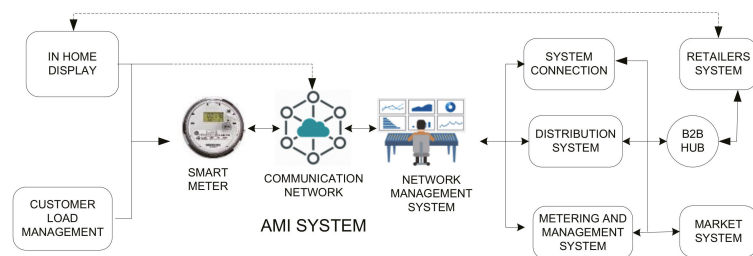 IN HOME
DISPLAY
SYSTEM
CONNECTION
RETAILERS
SYSTEM
DISTRIBUTION
SYSTEM
B2B
HUB
SMART
METER
COMMUNICATION
NETWORK
NETWORK
MANAGEMENT
SYSTEM
CUSTOMER
LOAD
MANAGEMENT
AMI SYSTEM
METERING AND
MANAGEMENT
SYSTEM
MARKET
SYSTEM